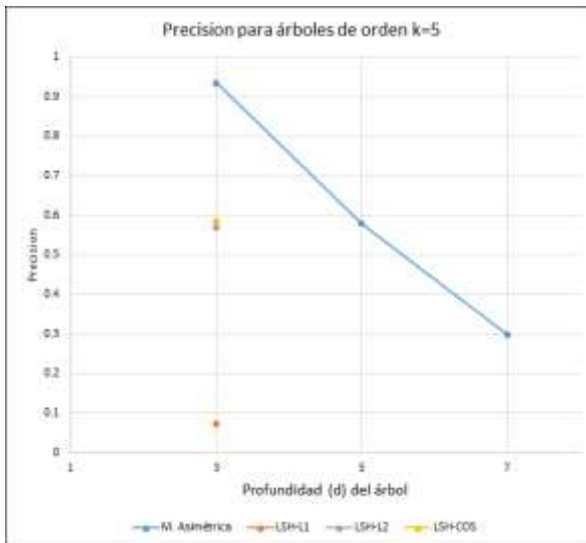 Precision para árboles de orden k=5
1
0.9
0.8
0.7
0.6
0.5
0.4
0.3
0.2
0.1
0
Precision
1 3 5 7
Profundidad (d) del árbol
M. Asimétrica LSH-L1 LSH-L2 LSH-COS